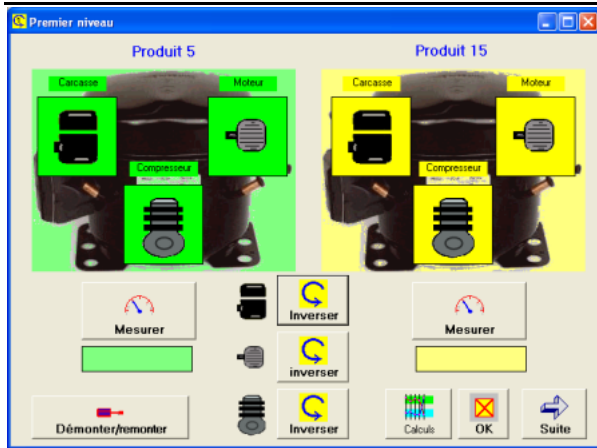 Premier niveau
Produit 5
Produit 15
Carcasse
Moteur
Compresseur
Carcasse
Moteur
Compresseur
Mesurer
Inverser
Mesurer
inverser
Démonter/remonter
Inverser
Calculs
OK
Suite